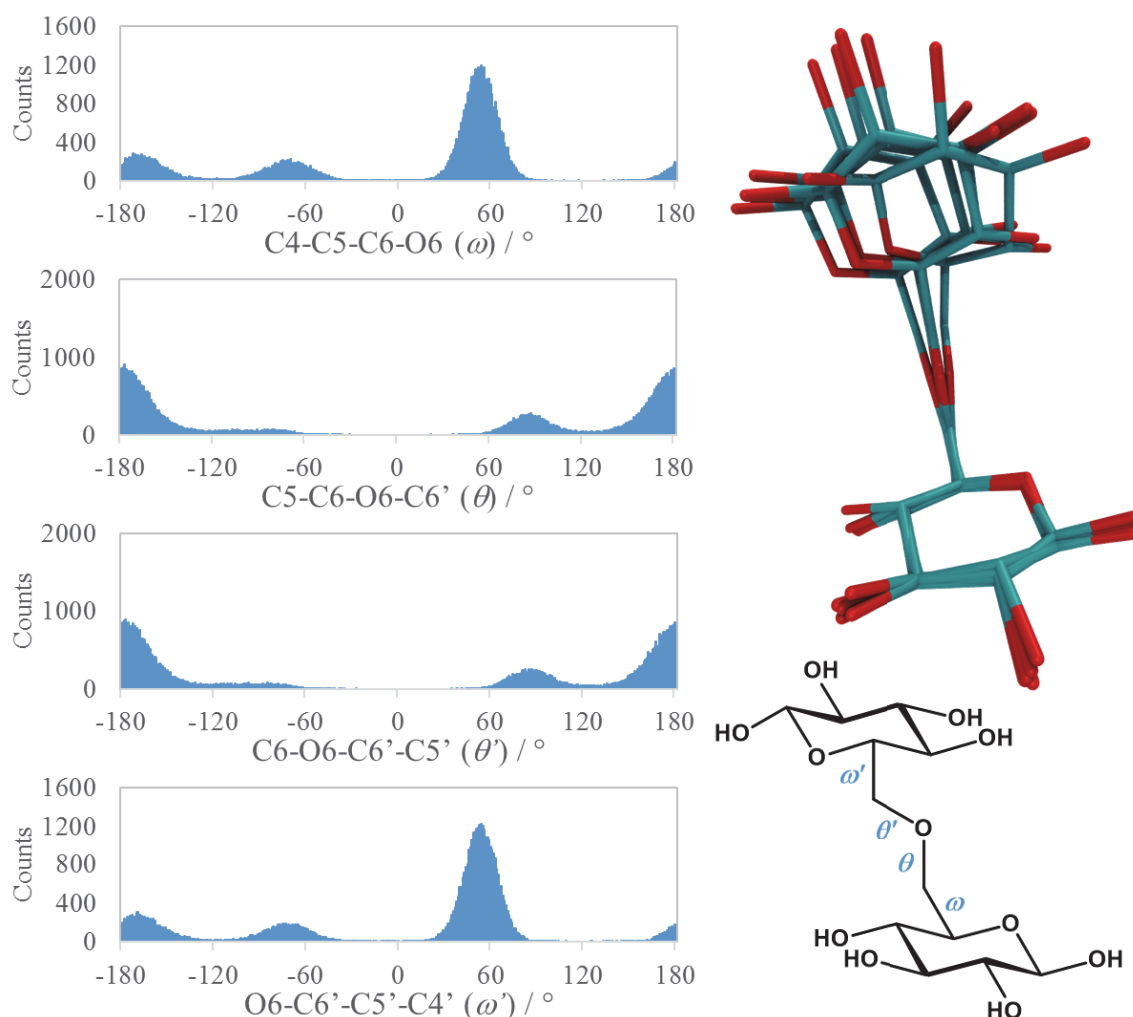 1600
1200
800
400
0
Counts
-180 -120 -60 0 60 120 180
C4-C5-C6-O6 (ω) / °
2000
1000
0
Counts
-180 -120 -60 0 60 120 180
C5-C6-O6-C6’ (θ) / °
2000
1000
0
Counts
-180 -120 -60 0 60 120 180
C6-O6-C6’-C5’ (θ’) / °
1600
1200
800
400
0
Counts
-180 -120 -60 0 60 120 180
O6-C6’-C5’-C4’ (ω’) / °
OH
HO
O
OH
OH
ω'
θ'
O
θ
ω
HO
HO
O
HO
OH